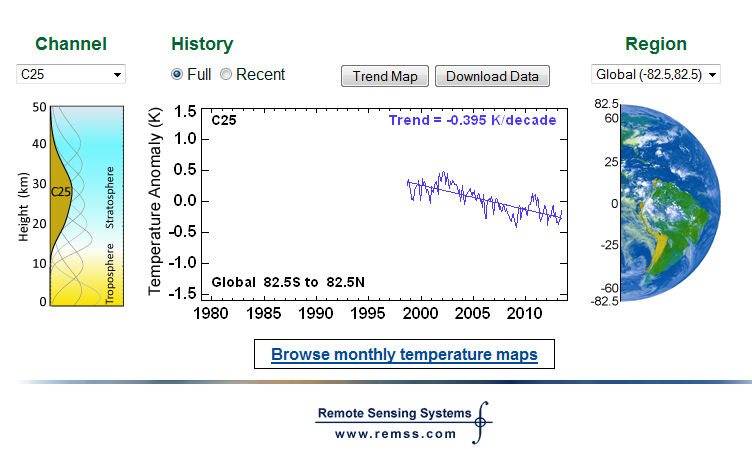 Channel
History
Region
C25
Full
Recent
Trend Map
Download Data
Global (-82.5,82.5)
50
40
30
20
10
0
Height (km)
C25
Stratosphere
Troposphere
Temperature Anomaly (K)
1.5
1.0
0.5
0.0
-0.5
-1.0
-1.5
C25
Trend = -0.395 K/decade
Global 82.5S to 82.5N
1980
1985
1990
1995
2000
2005
2010
82.5
60
25
0
-25
-60
-82.5
Browse monthly temperature maps
Remote Sensing Systems
www.remss.com